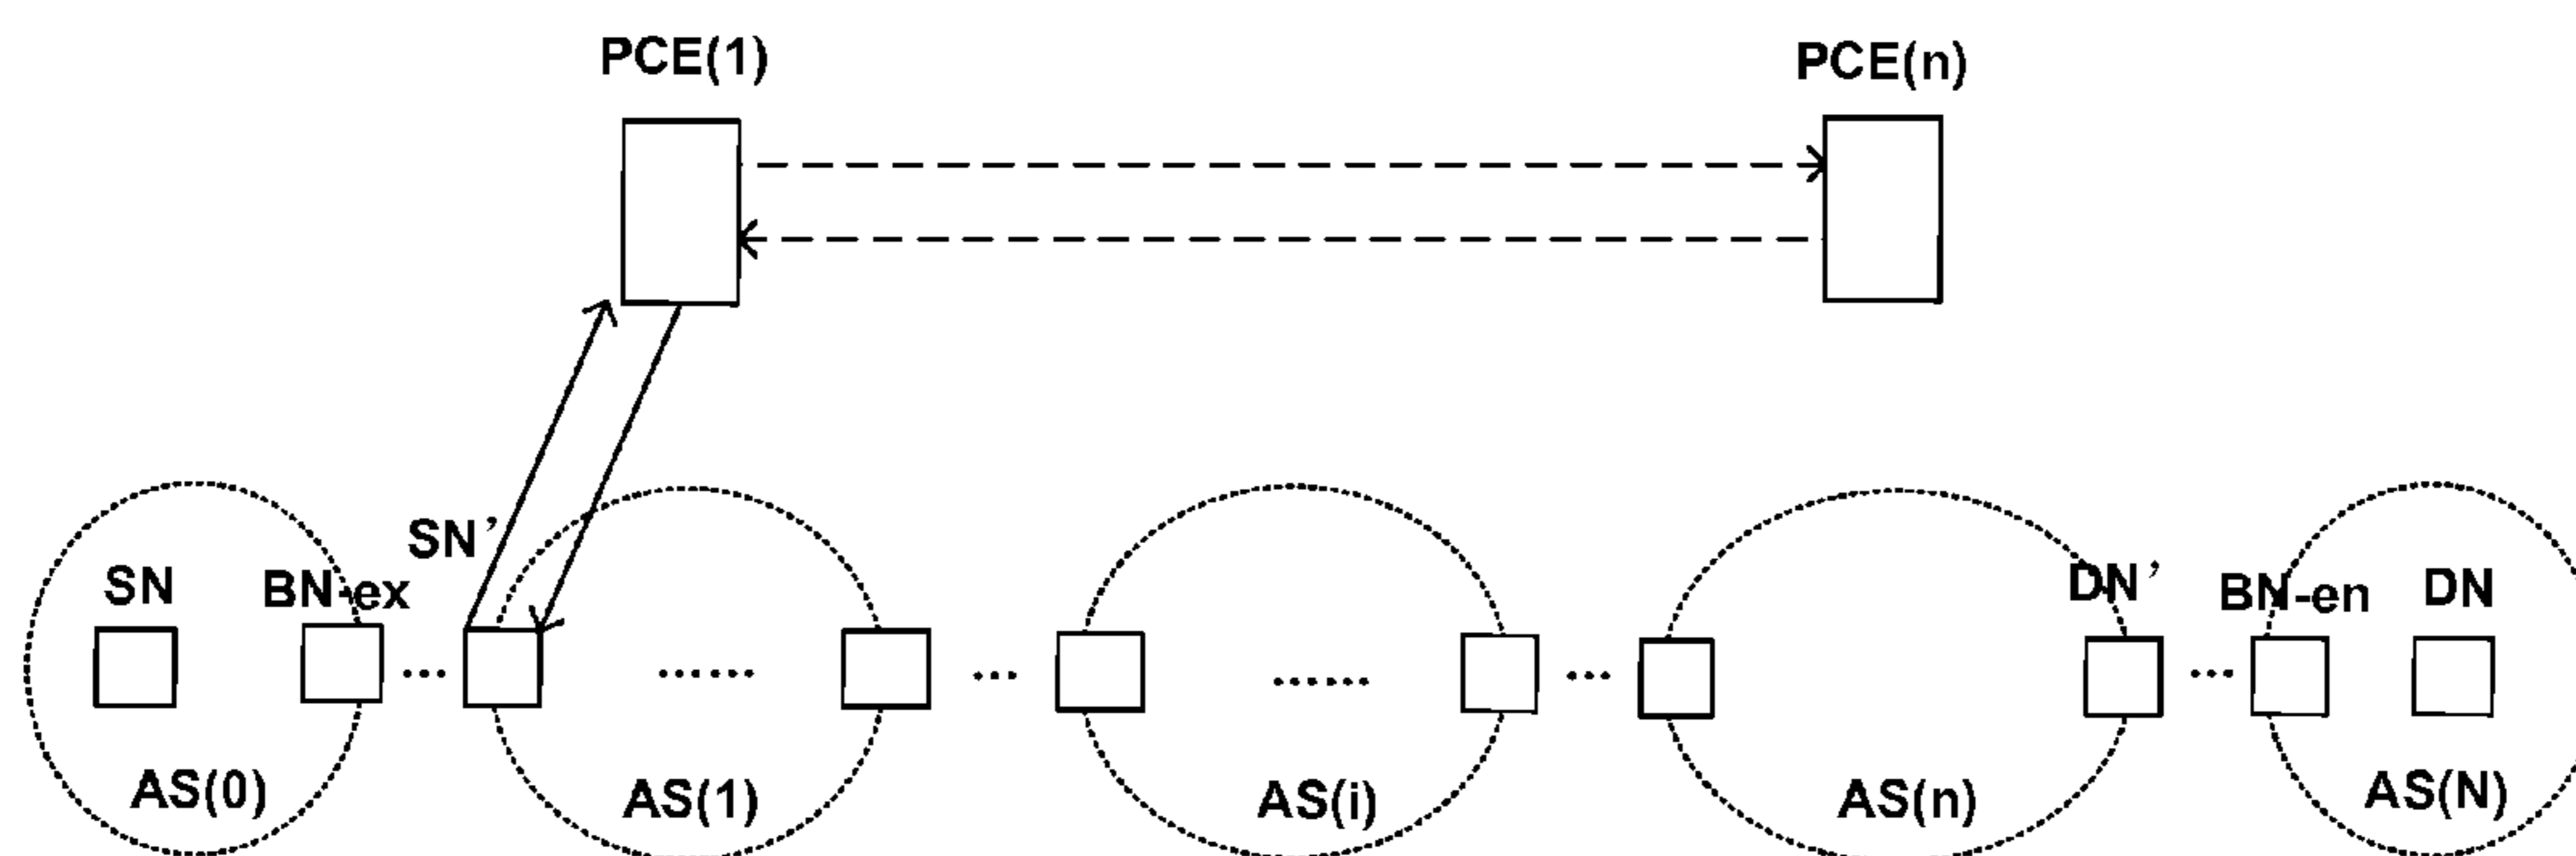 PCE(1)
PCE(n)
SN’
SN
BN-ex
DN’
BN-en
DN
... ...... ... ...... ... ...
AS(0)
AS(1)
AS(i)
AS(n)
AS(N)